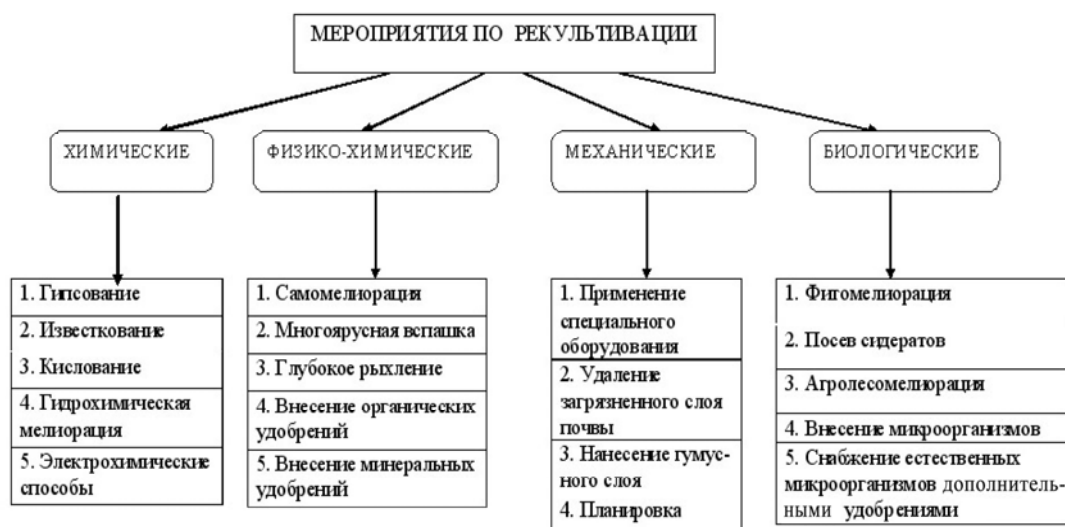 МЕРОПРИЯТИЯ ПО РЕКУЛЬТИВАЦИИ
ХИМИЧЕСКИЕ
ФИЗИКО-ХИМИЧЕСКИЕ
МЕХАНИЧЕСКИЕ
БИОЛОГИЧЕСКИЕ
1. Гипсование
2. Известкование
3. Кислование
4. Гидрохимическая
мелиорация
5. Электрохимические
способы
1. Самомелиорация
2. Многоярусная вспашка
3. Глубокое рыхление
4. Внесение органических
удобрений
5. Внесение минеральных
удобрений
1. Применение
специального
оборудования
2. Удаление
загрязненного слоя
почвы
3. Нанесение гумус-
ного слоя
4. Планировка
1. Фитомелиорация
2. Посев сидератов
3. Агролесомелиорация
4. Внесение микроорганизмов
5. Снабжение естественных
микроорганизмов дополнитель-
ными удобрениями